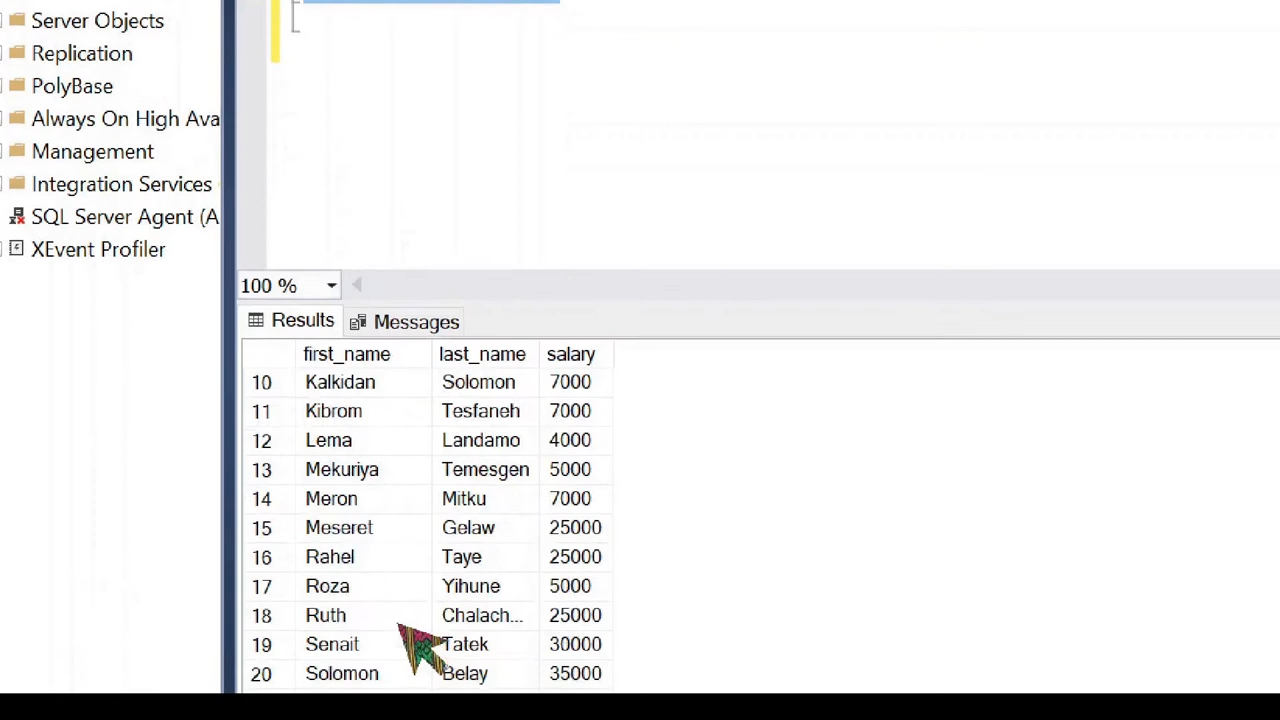 Server Objects
Replication
PolyBase
Always On High Ava
Management
Integration Services
SQL Server Agent (A
XEvent Profiler
100 %
Results Messages
first_name last_name salary
10 Kalkidan Solomon 7000
11 Kibrom Tesfaneh 7000
12 Lema Landamo 4000
13 Mekuriya Temesgen 5000
14 Meron Mitku 7000
15 Meseret Gelaw 25000
16 Rahel Taye 25000
17 Roza Yihune 5000
18 Ruth Chalach... 25000
19 Senait Tatek 30000
20 Solomon Belay 35000